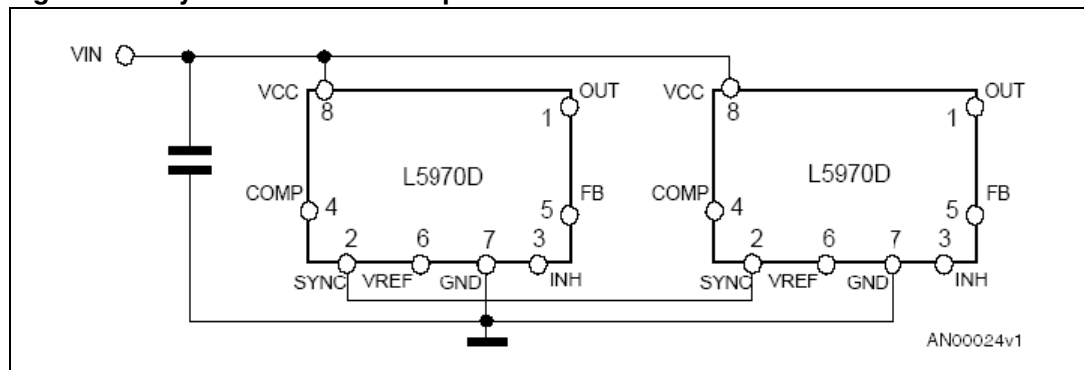 VIN
VCC
8
OUT
1
L5970D
COMP
4
FB
5
2
6
7
3
SYNC
VREF
GND
INH
VCC
8
OUT
1
L5970D
COMP
4
FB
5
2
6
7
3
SYNC
VREF
GND
INH
AN00024v1